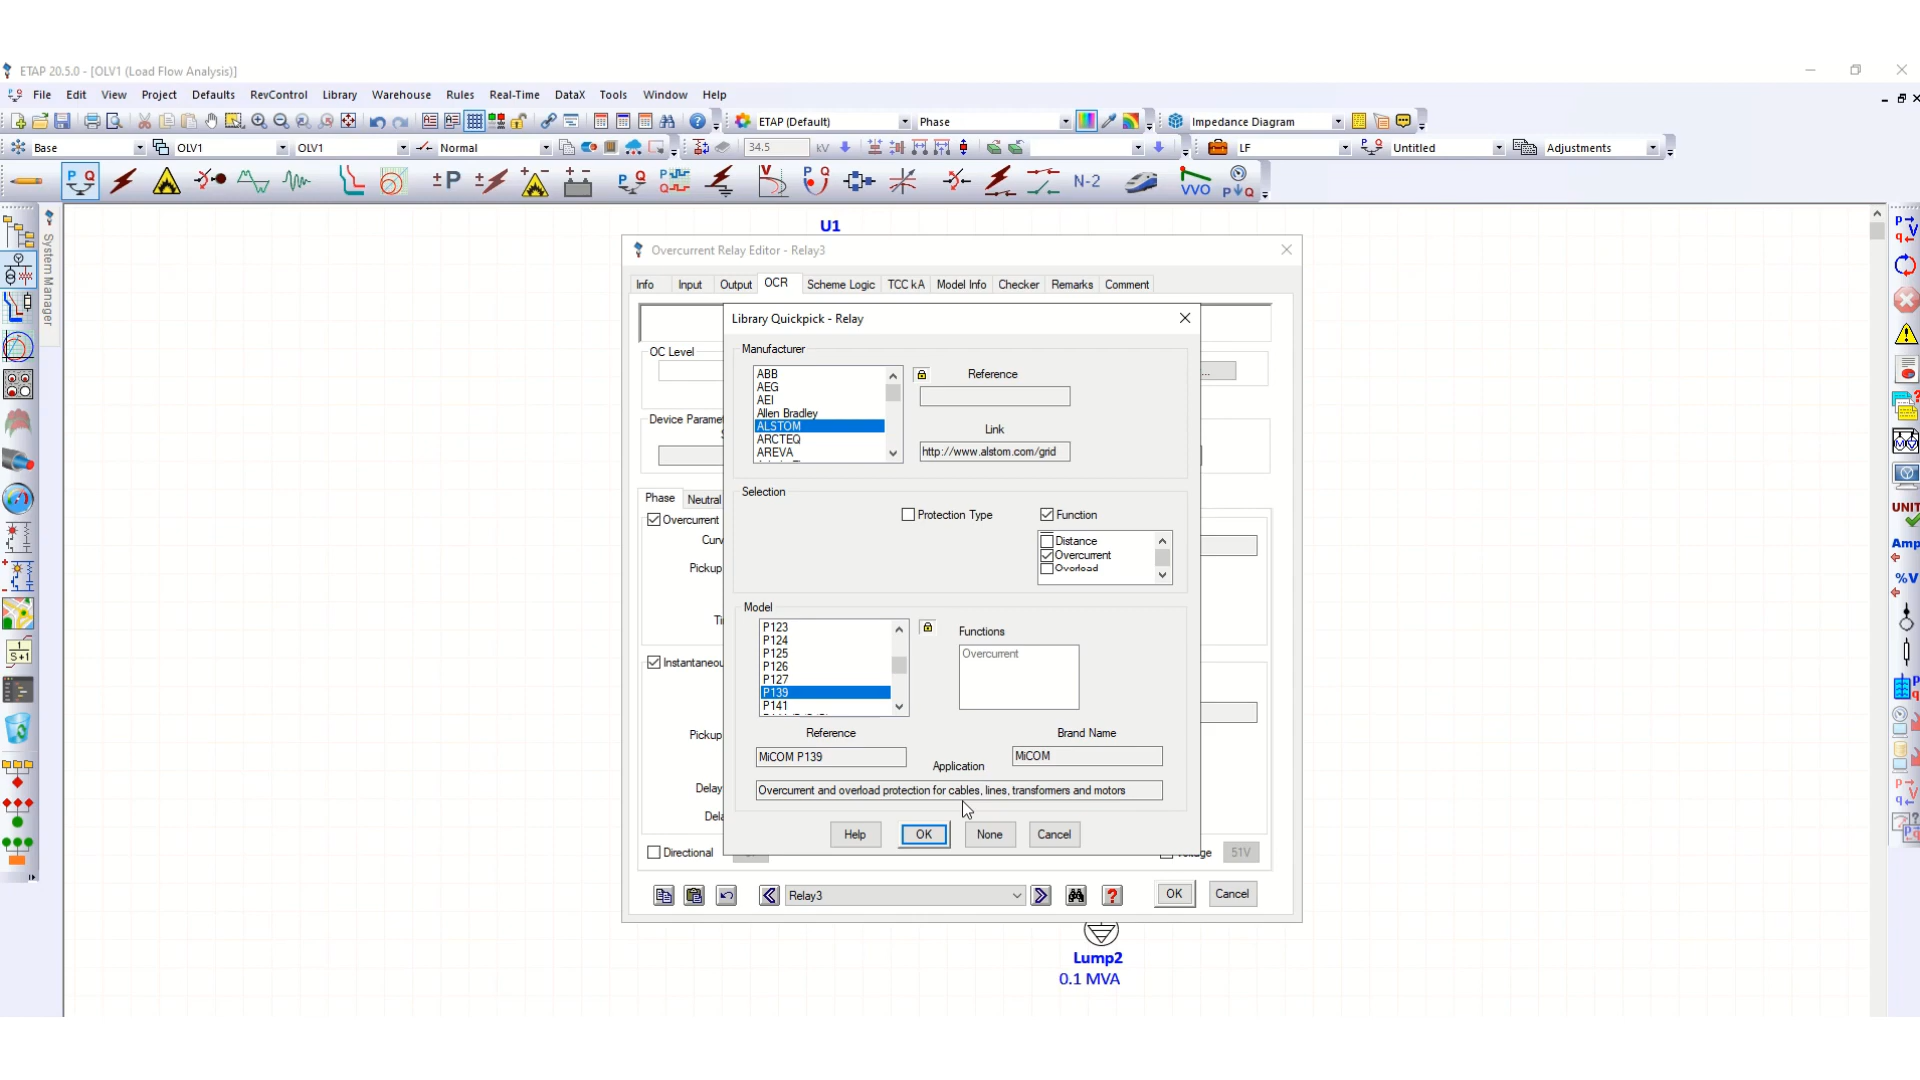 ETAP 20.5.0 - [OLV1 (Load Flow Analysis)]
File Edit View Project Defaults RevControl Library Warehouse Rules Real-Time DataX Tools Window Help
ETAP (Default) Phase Impedance Diagram
Base OLV1 OLV1 Normal 34.5 kV LF Untitled Adjustments
N-2 VVO
System Manager
U1
Overcurrent Relay Editor - Relay3
Info Input Output OCR Scheme Logic TCC kA Model Info Checker Remarks Comment
Library Quickpick - Relay
Manufacturer
OC Level
ABB
AEG
AEI
Allen Bradley
ALSTOM
ARCTEQ
AREVA
Reference
Link
http://www.alstom.com/grid
...
Device Paramet
Selection
Protection Type
Function
Distance
Overcurrent
Overload
Phase Neutral
Overcurrent
Curv
Pickup
Ti
Instantaneou
Pickup
Delay
Dela
Model
P123
P124
P125
P126
P127
P139
P141
Functions
Overcurrent
Reference
MiCOM P139
Brand Name
MiCOM
Application
Overcurrent and overload protection for cables, lines, transformers and motors
Help OK None Cancel
Directional
51V
Relay3
OK Cancel
Lump2
0.1 MVA
UNIT
Amp
%V